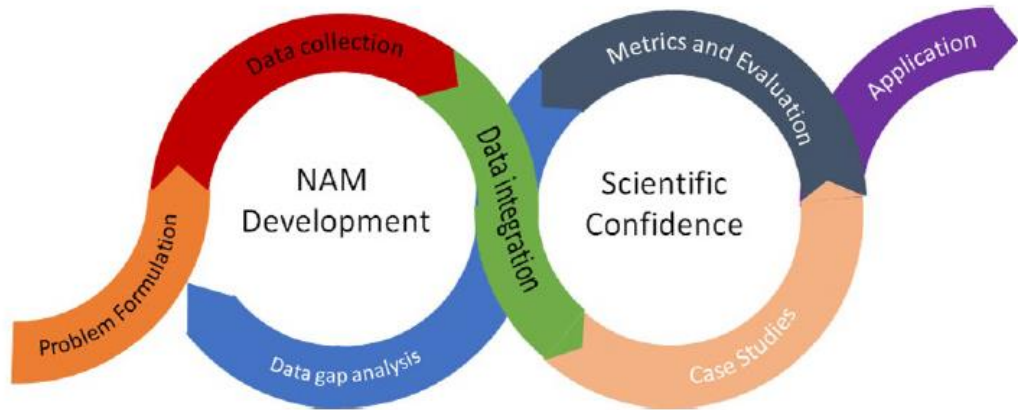 Problem Formulation
Data collection
NAM
Development
Data integration
Data gap analysis
Scientific
Confidence
Case Studies
Metrics and Evaluation
Application